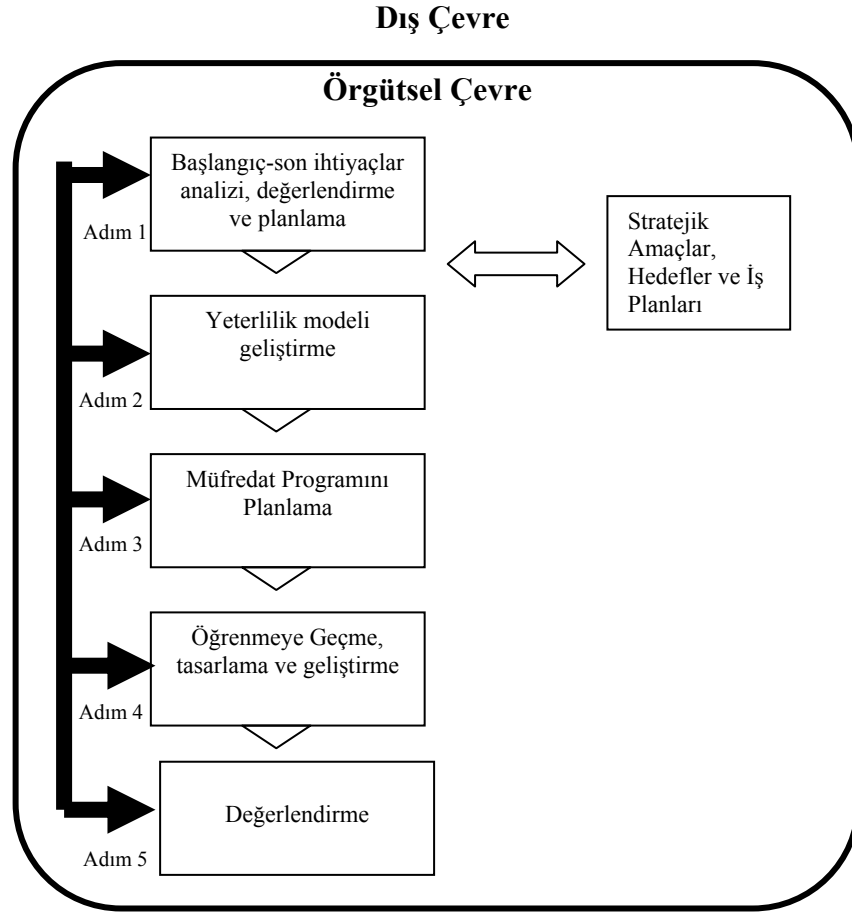 Dış Çevre
Örgütsel Çevre
Başlangıç-son ihtiyaçlar
analizi, değerlendirme
ve planlama
Adım 1
Stratejik
Amaçlar,
Hedefler ve İş
Planları
Yeterlilik modeli
geliştirme
Adım 2
Müfredat Programını
Planlama
Adım 3
Öğrenmeye Geçme,
tasarlama ve geliştirme
Adım 4
Değerlendirme
Adım 5